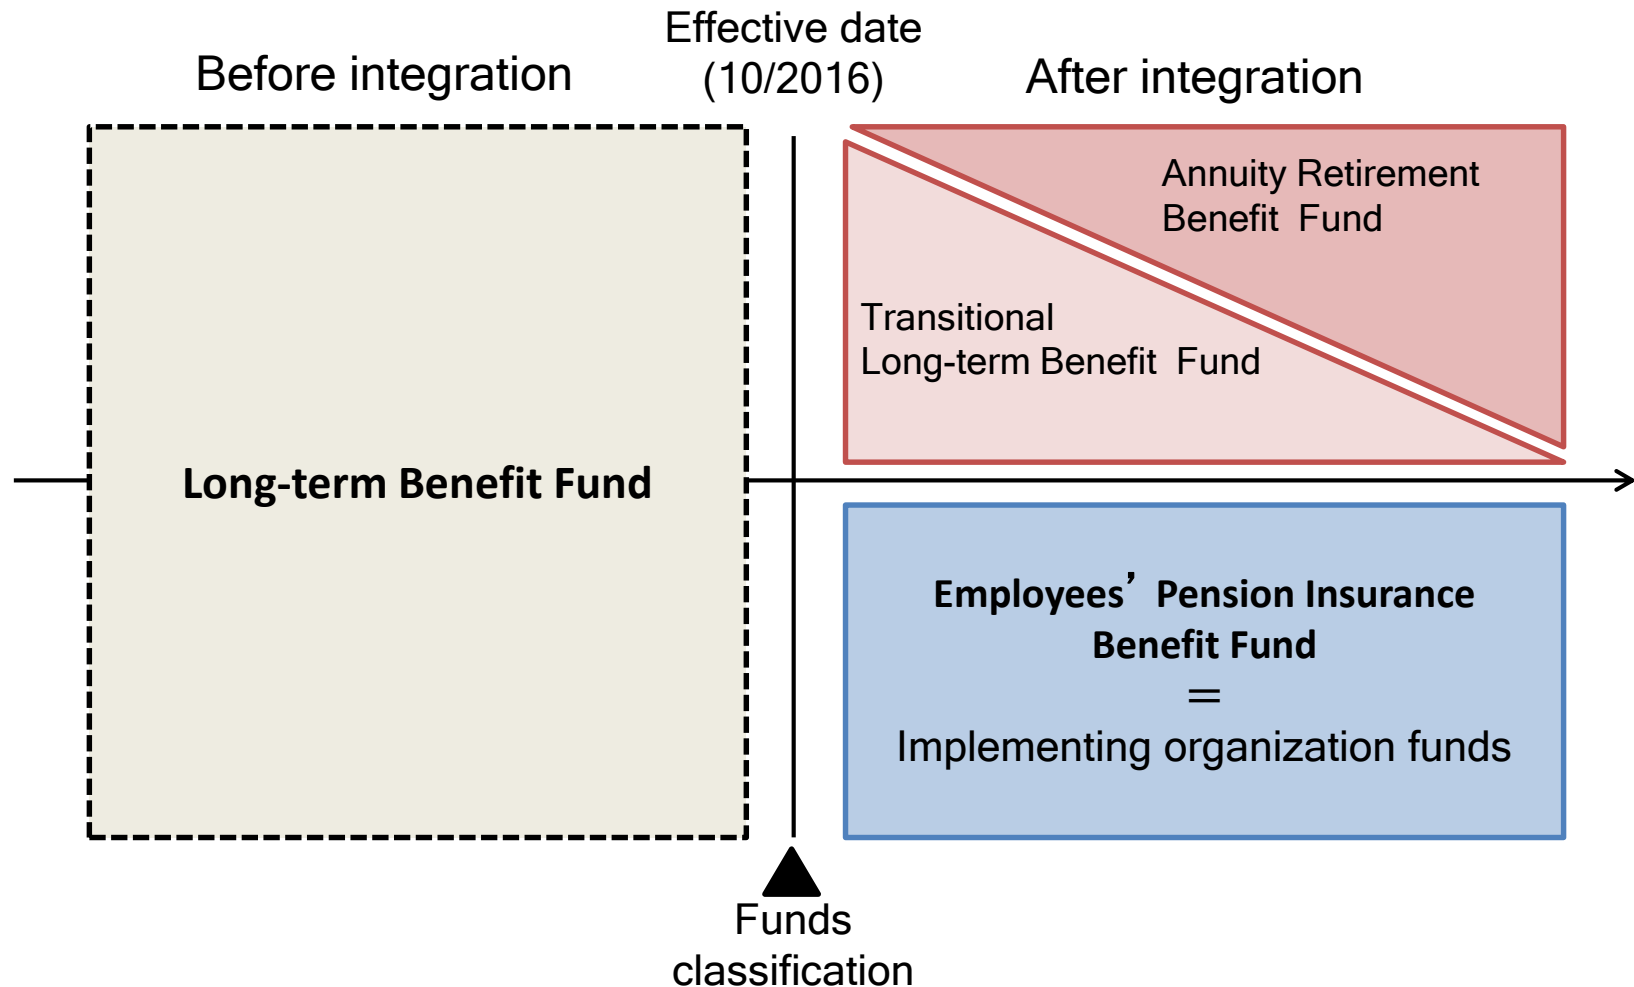 Before integration
Effective date
(10/2016)
After integration
Long-term Benefit Fund
Annuity Retirement
Benefit Fund
Transitional
Long-term Benefit Fund
Employees’ Pension Insurance
Benefit Fund
=
Implementing organization funds
Funds
classification